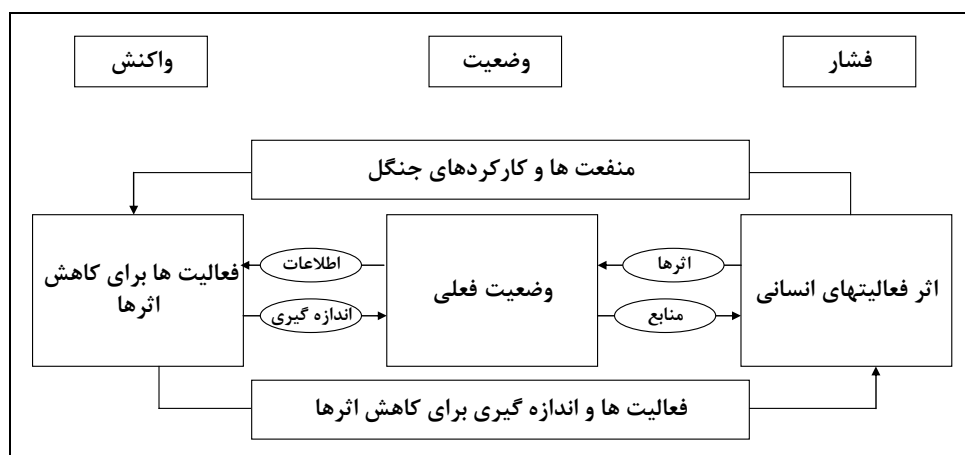 فشار
وضعیت
واکنش
منفعت ها و کارکردهای جنگل
اثر فعالیتهای انسانی
اثرها
منابع
وضعیت فعلی
اطلاعات
اندازه گیری
فعالیت ها برای کاهش
اثرها
فعالیت ها و اندازه گیری برای کاهش اثرها